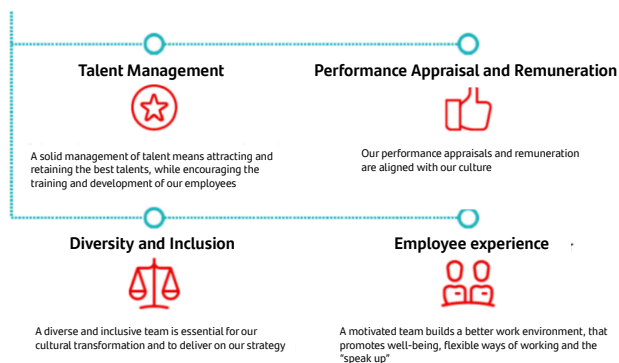 Talent Management
A solid management of talent means attracting and
retaining the best talents, while encouraging the
training and development of our employees
Performance Appraisal and Remuneration
Our performance appraisals and remuneration
are aligned with our culture
Diversity and Inclusion
A diverse and inclusive team is essential for our
cultural transformation and to deliver on our strategy
Employee experience
A motivated team builds a better work environment, that
promotes well-being, flexible ways of working and the
“speak up”